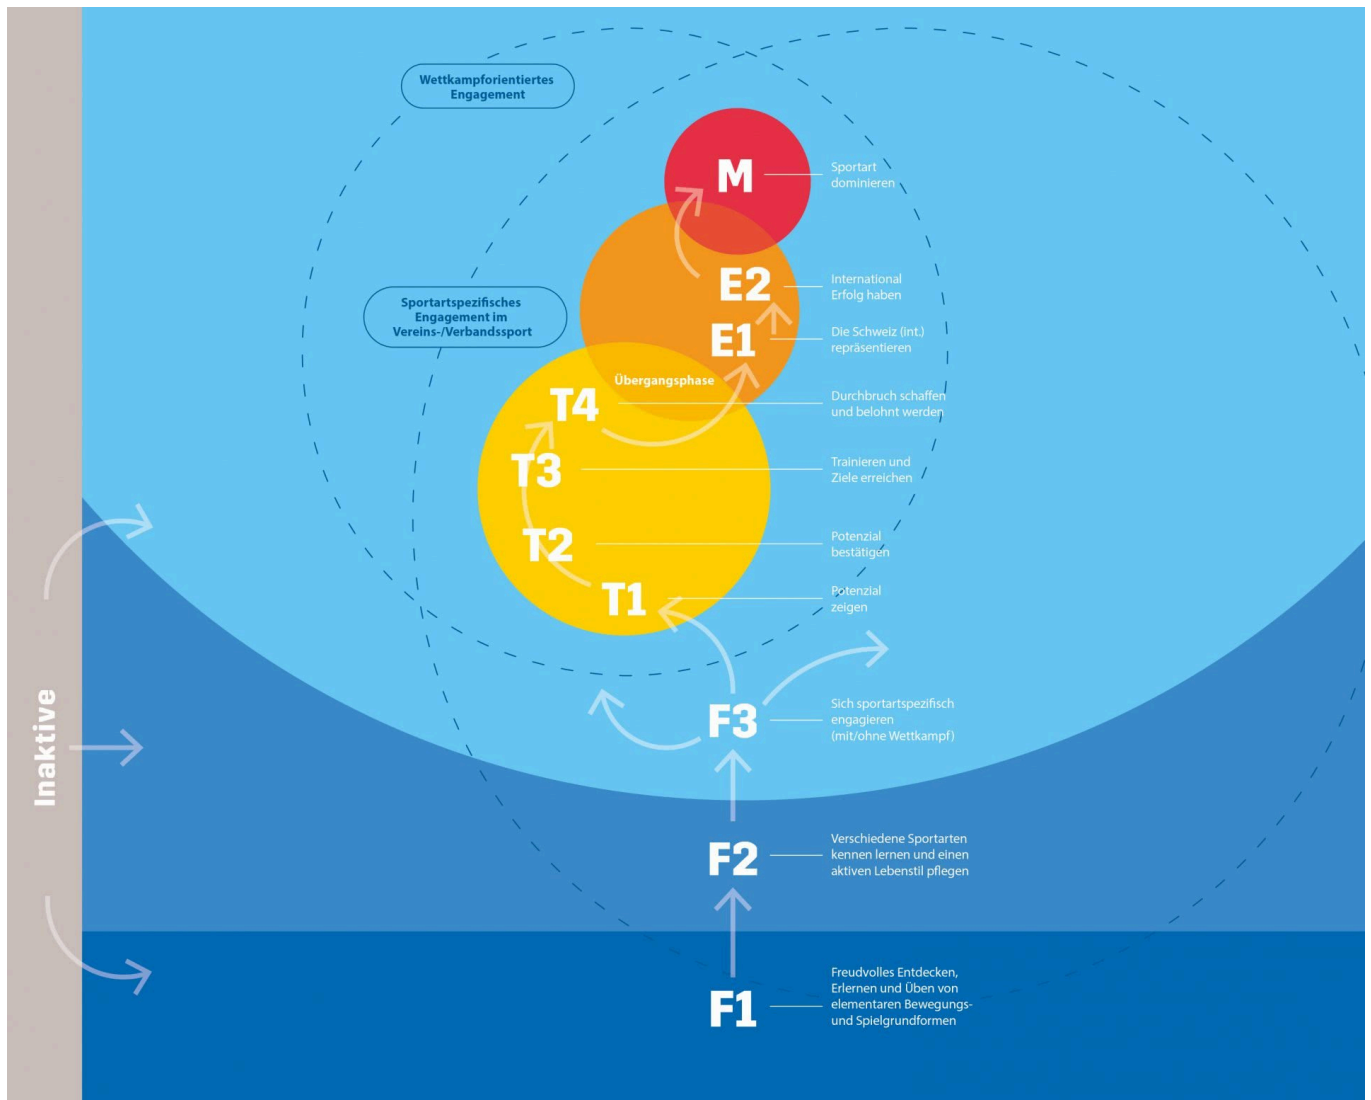 Wettkampforientiertes
Engagement
M
Sportart
dominieren
E2
International
Erfolg haben
Sportartspezifisches
Engagement im
Vereins-/Verbandssport
E1
Die Schweiz (int.)
repräsentieren
Übergangsphase
T4
Durchbruch schaffen
und belohnt werden
T3
Trainieren und
Ziele erreichen
T2
Potenzial
bestätigen
T1
Potenzial
zeigen
Inaktive
F3
Sich sportartspezifisch
engagieren
(mit/ohne Wettkampf)
F2
Verschiedene Sportarten
kennen lernen und einen
aktiven Lebenstil pflegen
F1
Freudvolles Entdecken,
Erlernen und Üben von
elementaren Bewegungs-
und Spielgrundformen